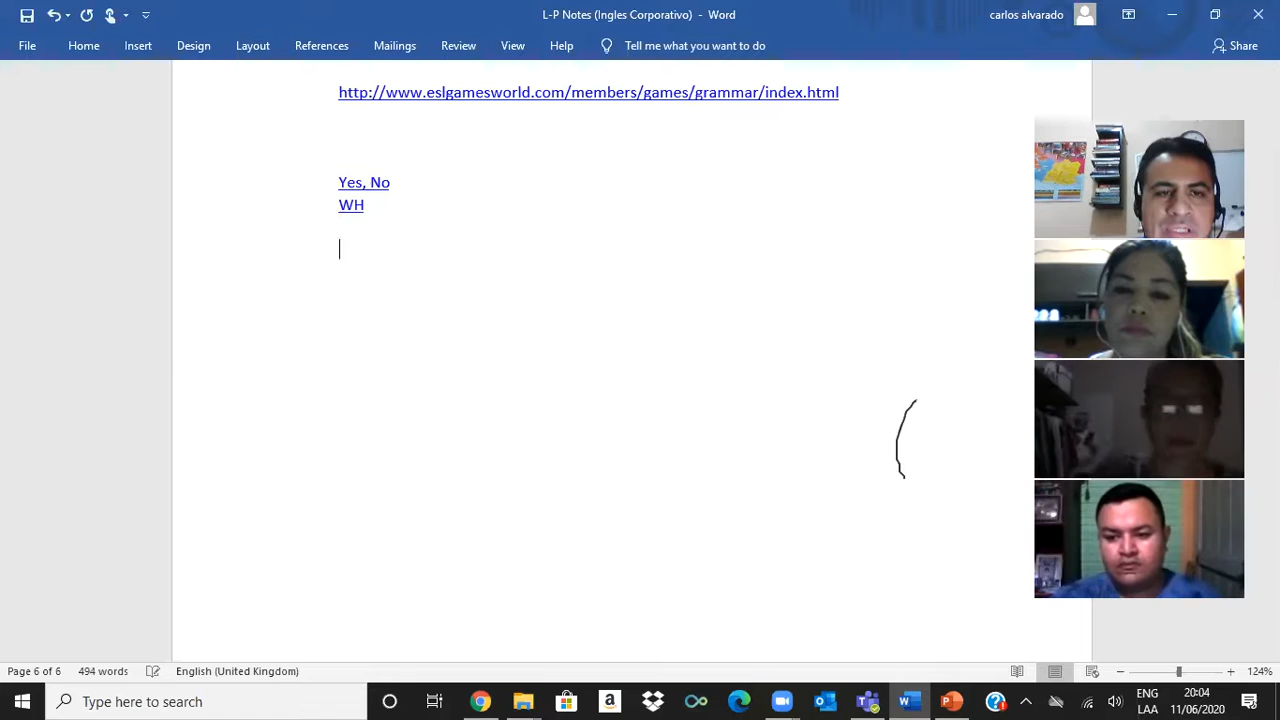 L-P Notes (Ingles Corporativo) - Word
carlos alvarado
File Home Insert Design Layout References Mailings Review View Help Tell me what you want to do Share
http://www.eslgamesworld.com/members/games/grammar/index.html
Yes, No
WH
Page 6 of 6 494 words English (United Kingdom) 124%
Type here to search
ENG 20:04
LAA 11/06/2020